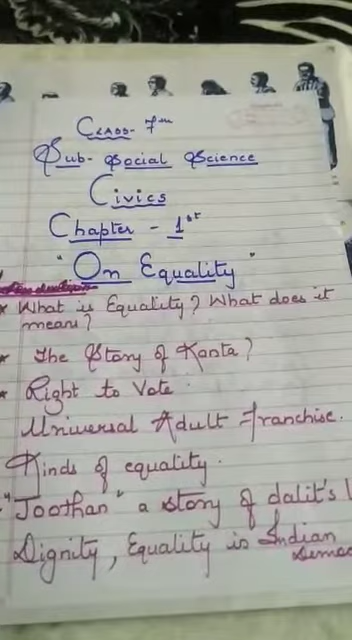 Class- 7th
Sub- Social Science
Civics
Chapter - 1st
"On Equality"
* What is Equality? What does it
mean?
* The Story of Kanta?
* Right to Vote.
Universal Adult Franchise.
Kinds of equality.
"Joothan" a story of dalit's
Dignity, Equality in Indian